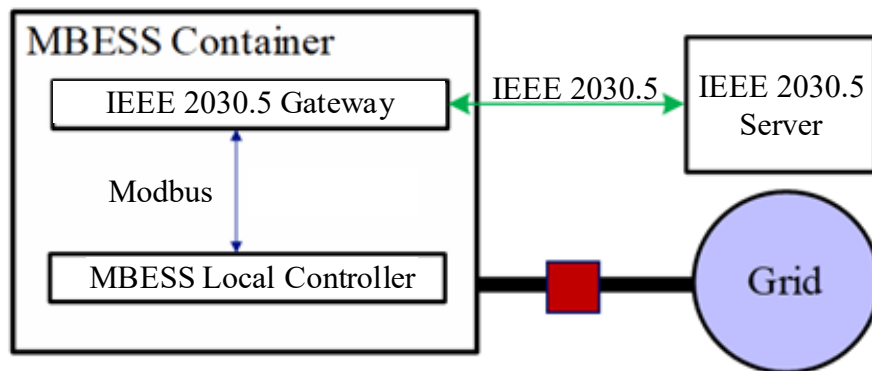 MBESS Container
IEEE 2030.5 Gateway
IEEE 2030.5
IEEE 2030.5
Server
Modbus
MBESS Local Controller
Grid